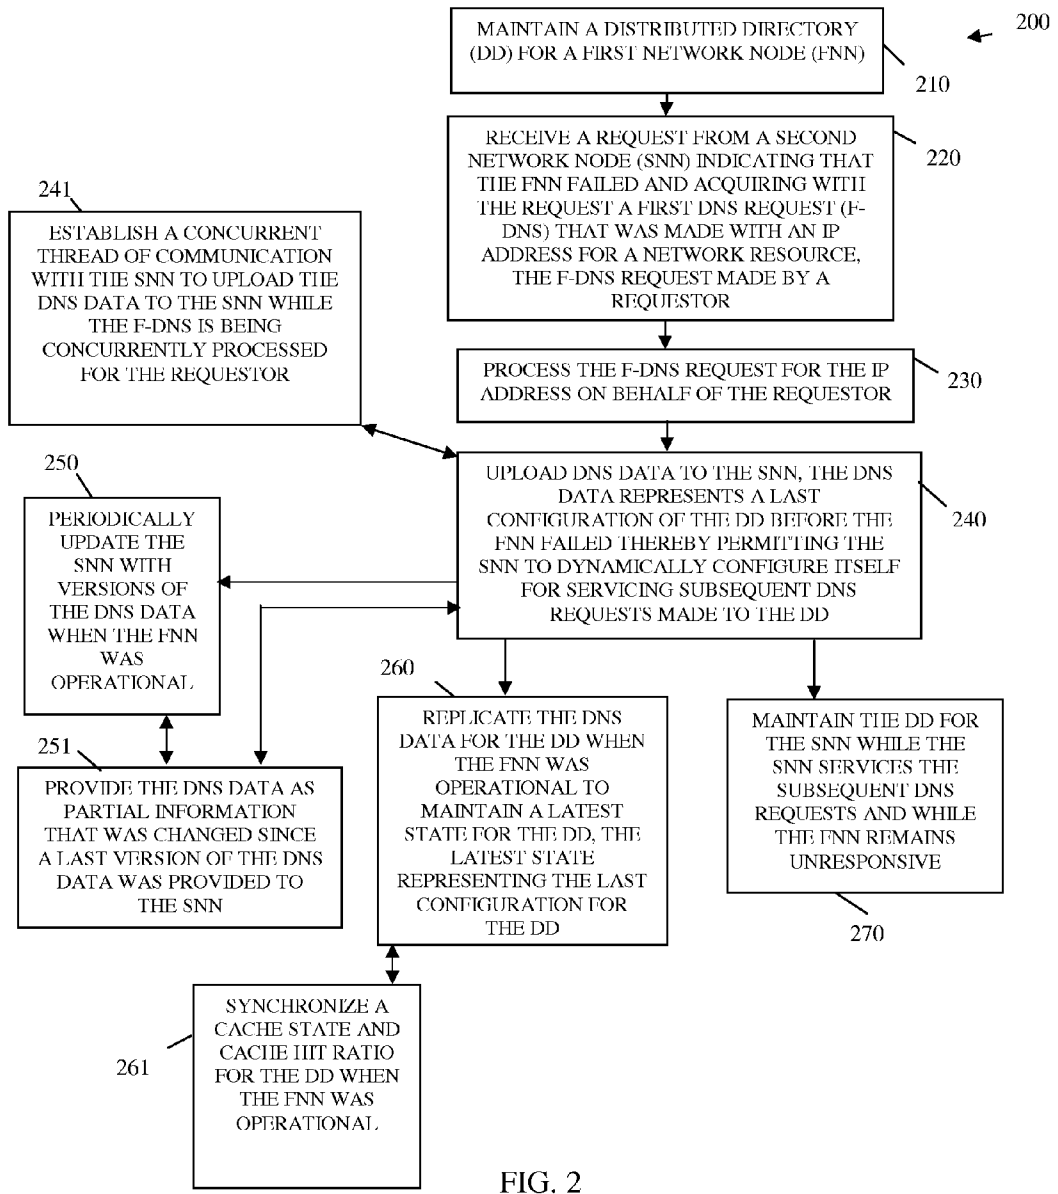 200
MAINTAIN A DISTRIBUTED DIRECTORY
(DD) FOR A FIRST NETWORK NODE (FNN)
210
RECEIVE A REQUEST FROM A SECOND
NETWORK NODE (SNN) INDICATING THAT
THE FNN FAILED AND ACQUIRING WITH
THE REQUEST A FIRST DNS REQUEST (F-
DNS) THAT WAS MADE WITH AN IP
ADDRESS FOR A NETWORK RESOURCE,
THE F-DNS REQUEST MADE BY A
REQUESTOR
220
241
ESTABLISH A CONCURRENT
THREAD OF COMMUNICATION
WITH THE SNN TO UPLOAD THE
DNS DATA TO THE SNN WHILE
THE F-DNS IS BEING
CONCURRENTLY PROCESSED
FOR THE REQUESTOR
PROCESS THE F-DNS REQUEST FOR THE IP
ADDRESS ON BEHALF OF THE REQUESTOR
230
UPLOAD DNS DATA TO THE SNN, THE DNS
DATA REPRESENTS A LAST
CONFIGURATION OF THE DD BEFORE THE
FNN FAILED THEREBY PERMITTING THE
SNN TO DYNAMICALLY CONFIGURE ITSELF
FOR SERVICING SUBSEQUENT DNS
REQUESTS MADE TO THE DD
240
250
PERIODICALLY
UPDATE THE
SNN WITH
VERSIONS OF
THE DNS DATA
WHEN THE FNN
WAS
OPERATIONAL
251
PROVIDE THE DNS DATA AS
PARTIAL INFORMATION
THAT WAS CHANGED SINCE
A LAST VERSION OF THE DNS
DATA WAS PROVIDED TO
THE SNN
260
REPLICATE THE DNS
DATA FOR THE DD WHEN
THE FNN WAS
OPERATIONAL TO
MAINTAIN A LATEST
STATE FOR THE DD, THE
LATEST STATE
REPRESENTING THE LAST
CONFIGURATION FOR
THE DD
MAINTAIN THE DD FOR
THE SNN WHILE THE
SNN SERVICES THE
SUBSEQUENT DNS
REQUESTS AND WHILE
THE FNN REMAINS
UNRESPONSIVE
270
SYNCHRONIZE A
CACHE STATE AND
CACHE HIT RATIO
FOR THE DD WHEN
THE FNN WAS
OPERATIONAL
261
FIG. 2